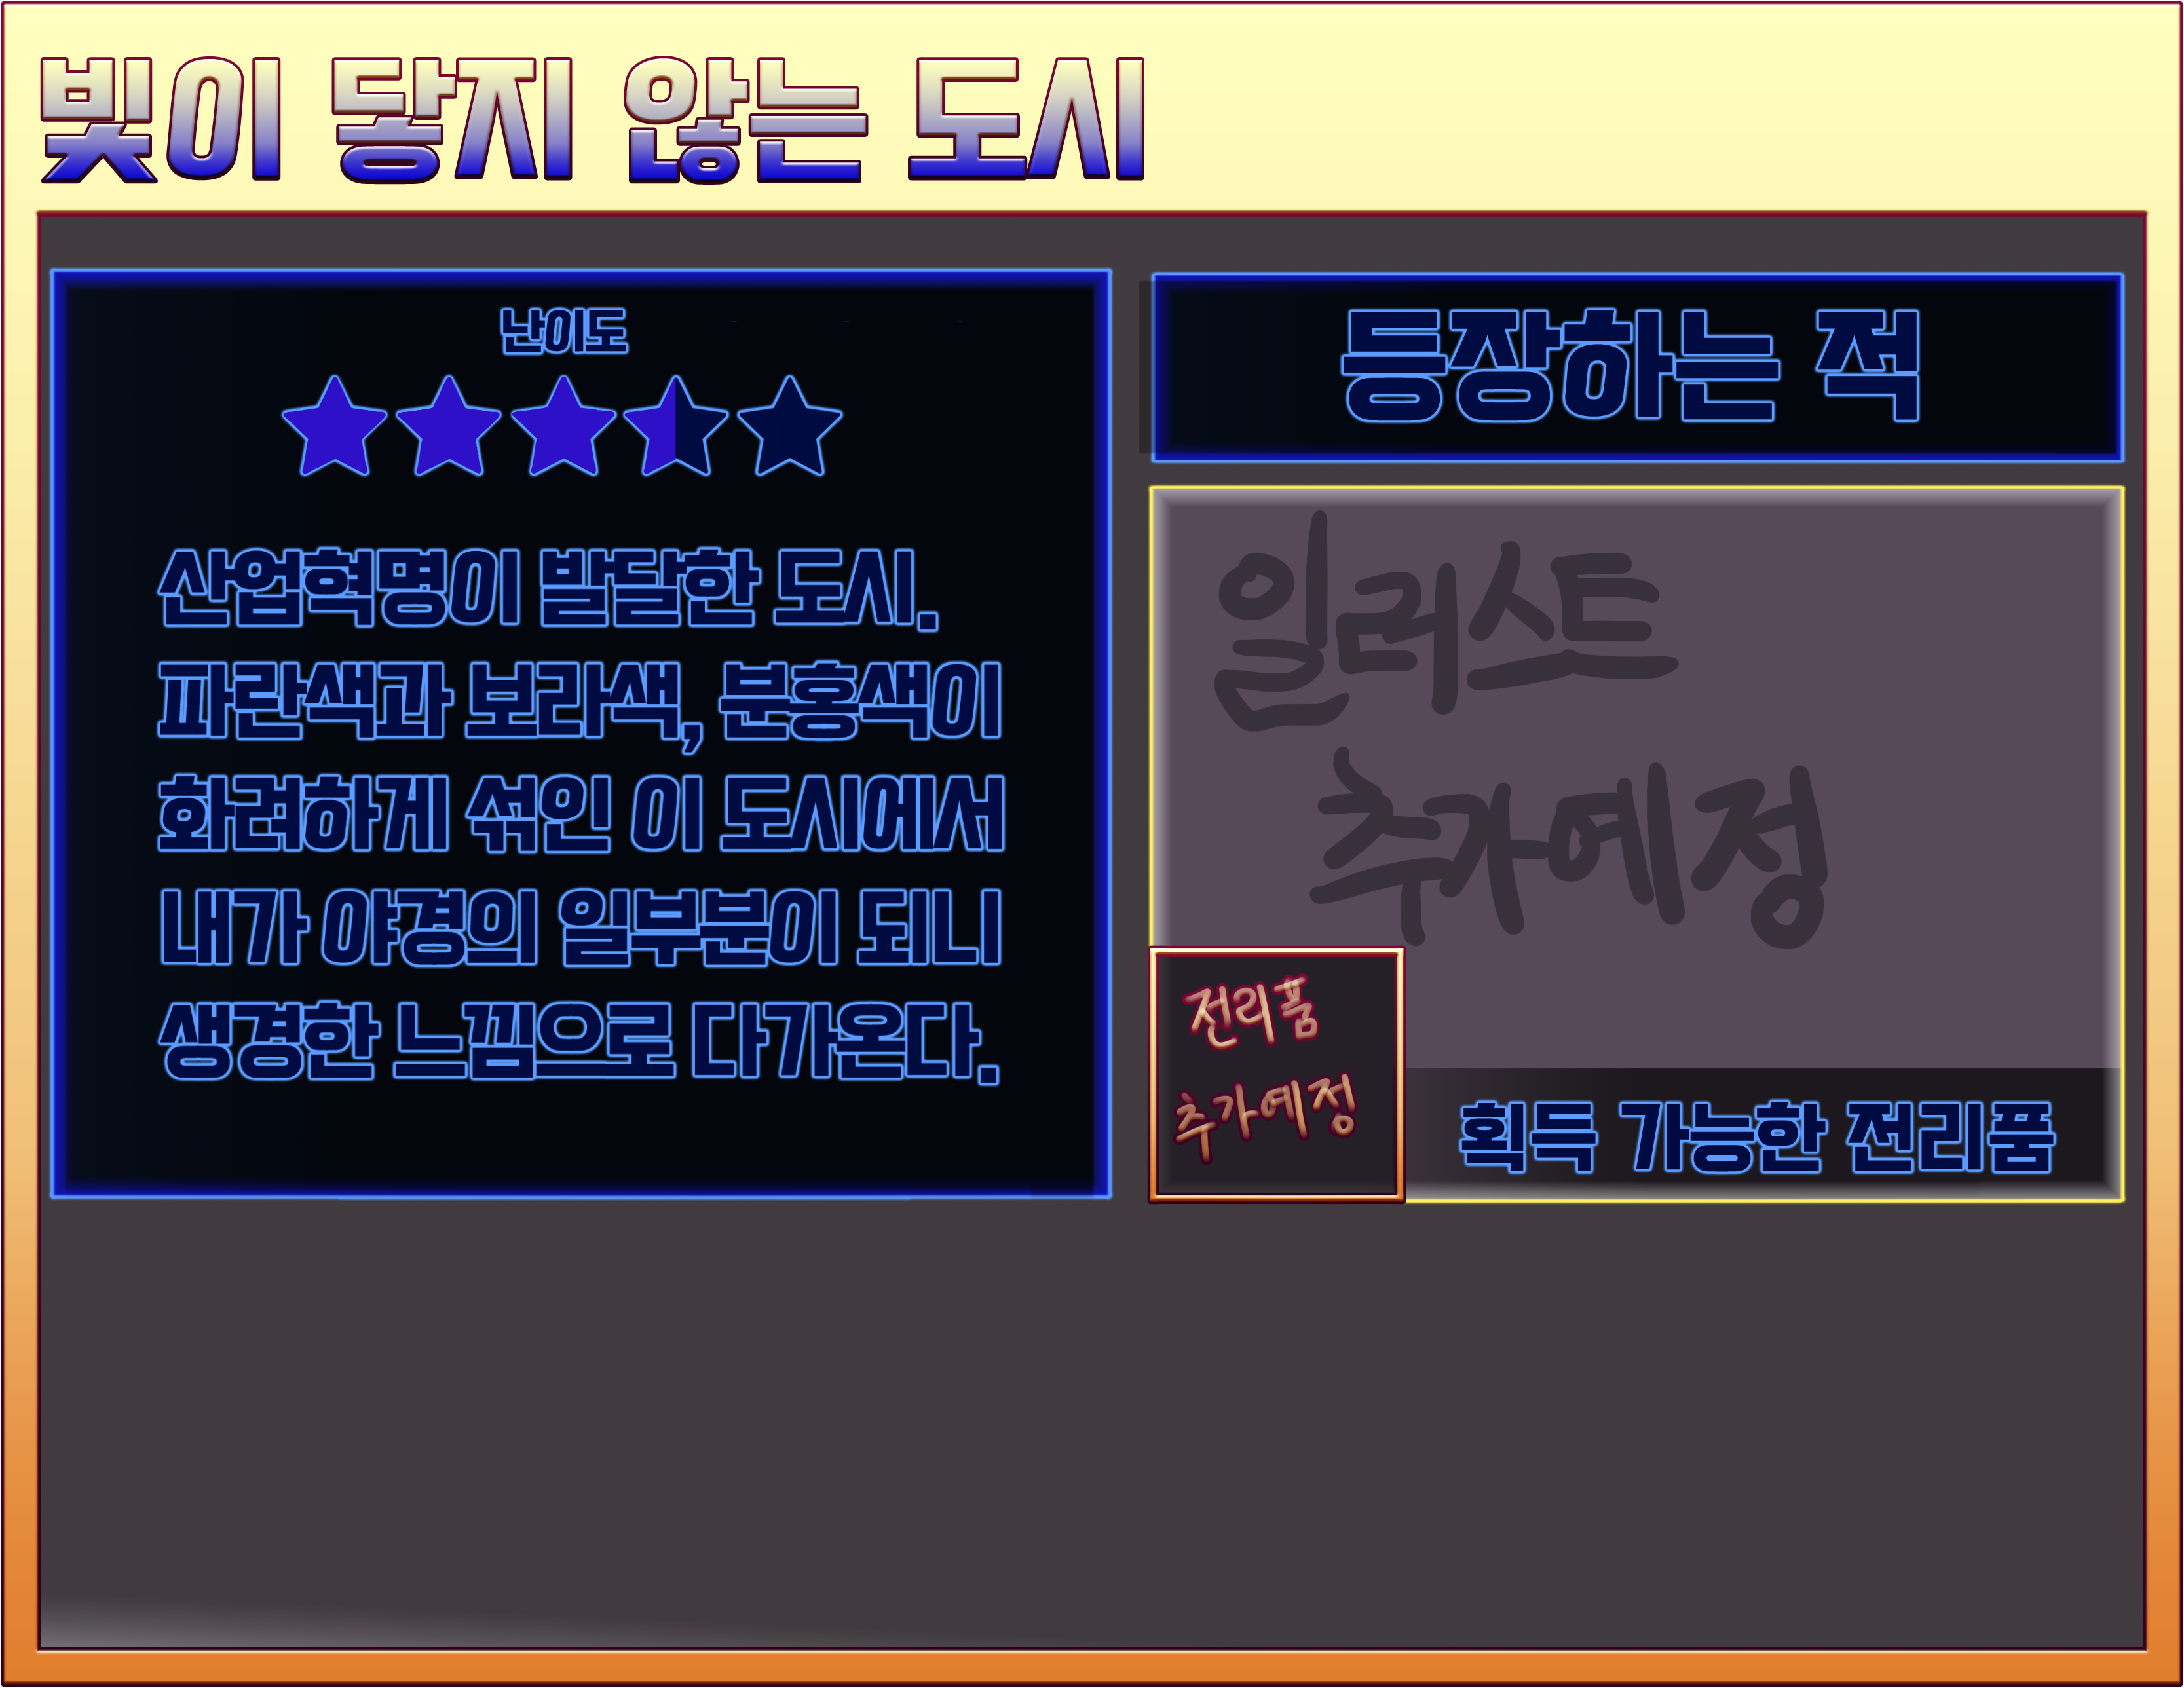 빛이 닿지 않는 도시
난이도
산업혁명이 발달한 도시.
파란색과 보라색, 분홍색이
화려하게 섞인 이 도시에서
내가 야경의 일부분이 되니
생경한 느낌으로 다가온다.
등장하는 적
일러스트
추가예정
전리품
추가예정
획득 가능한 전리품